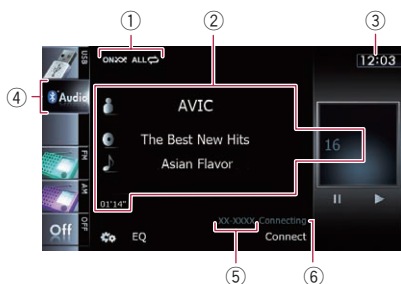 ① ② ③
USB
ON ALL
12:03
④
Audio
AVIC
The Best New Hits
16
FM
Asian Flavor
AM
01'14"
OFF
XX-XXXX Connecting
Off
EQ
Connect
⑤ ⑥